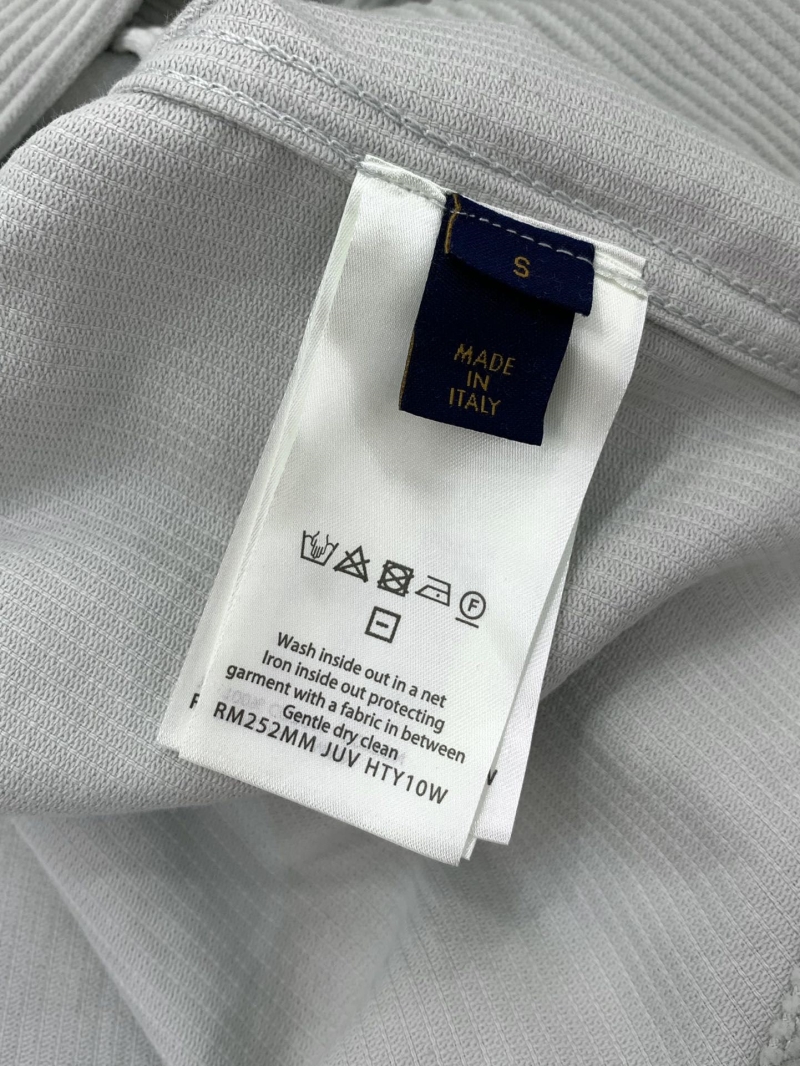 S
MADE
IN
ITALY
F
Wash inside out in a net
Iron inside out protecting
garment with a fabric in between
Gentle dry clean
RM252MM JUV HTY10W